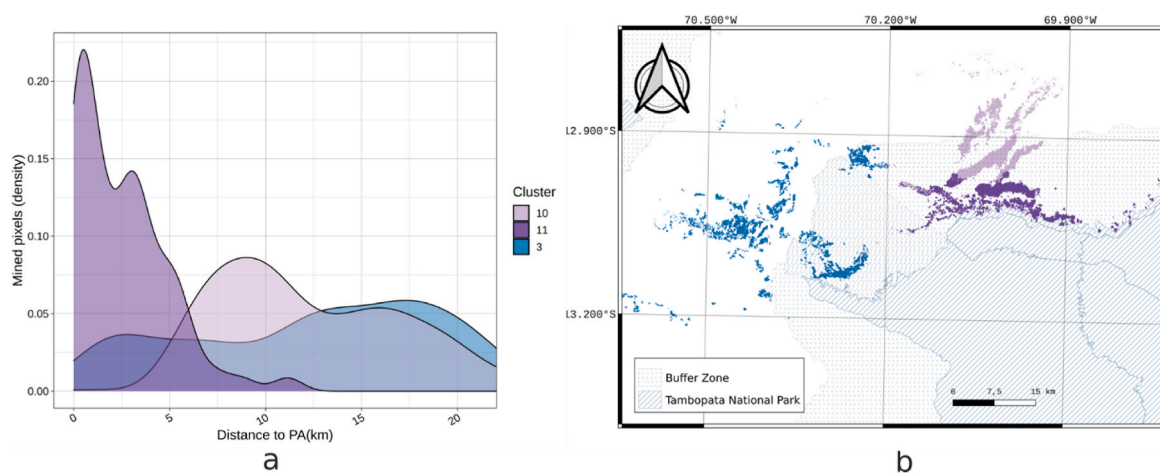 0.20
0.15
0.10
0.05
0.00
Mined pixels (density)
0
5
10
15
20
Distance to PA(km)
Cluster
10
11
3
a
70.500°W
70.200°W
69.900°W
12.900°S
13.200°S
Buffer Zone
Tambopata National Park
0
7,5
15 km
b